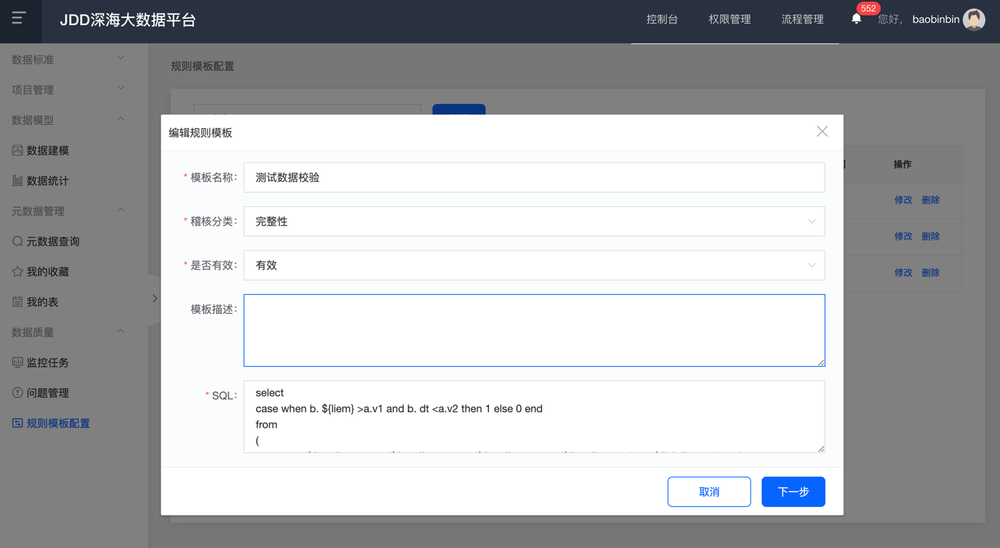 JDD深海大数据平台
控制台
权限管理
流程管理
552
您好,
baobinbin
数据标准
项目管理
数据模型
数据建模
数据统计
元数据管理
元数据查询
我的收藏
我的表
数据质量
监控任务
问题管理
规则模板配置
规则模板配置
操作
修改 删除
修改 删除
修改 删除
编辑规则模板
* 模板名称: 测试数据校验
* 稽核分类: 完整性
* 是否有效: 有效
模板描述:
* SQL: select
case when b. ${liem} >a.v1 and b. dt <a.v2 then 1 else 0 end
from
(
取消
下一步